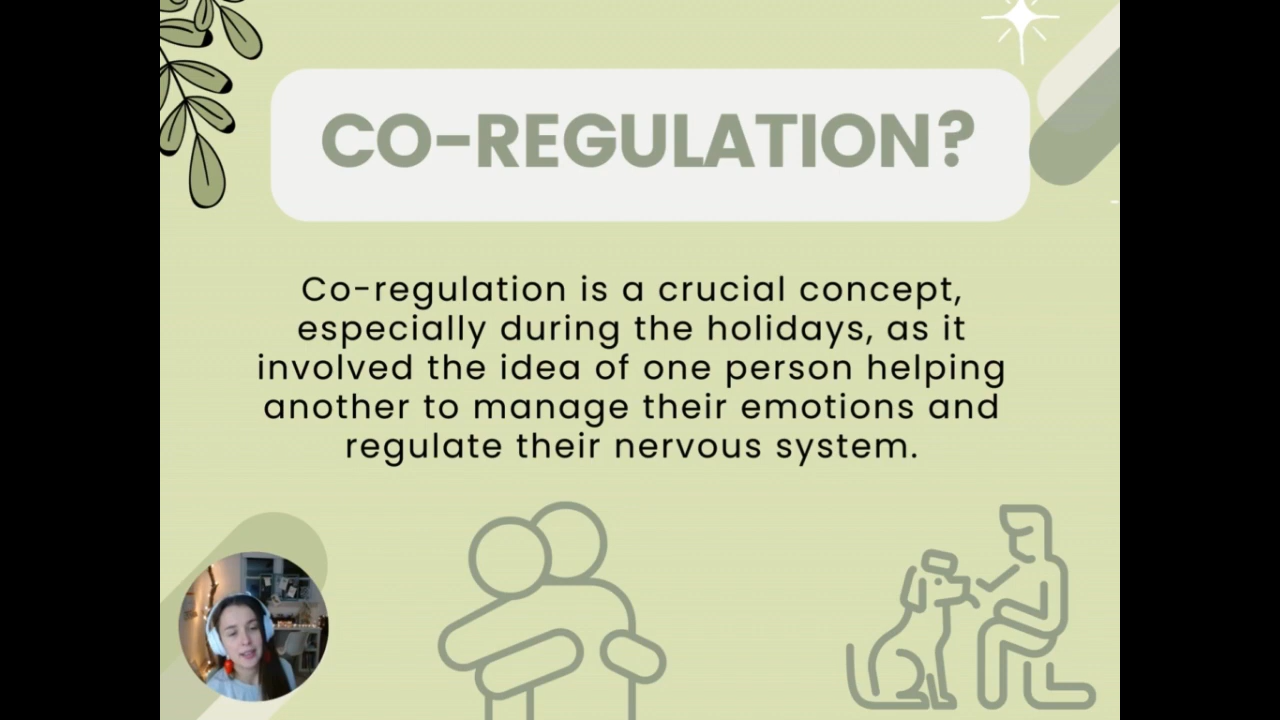 CO-REGULATION?
Co-regulation is a crucial concept,
especially during the holidays, as it
involved the idea of one person helping
another to manage their emotions and
regulate their nervous system.